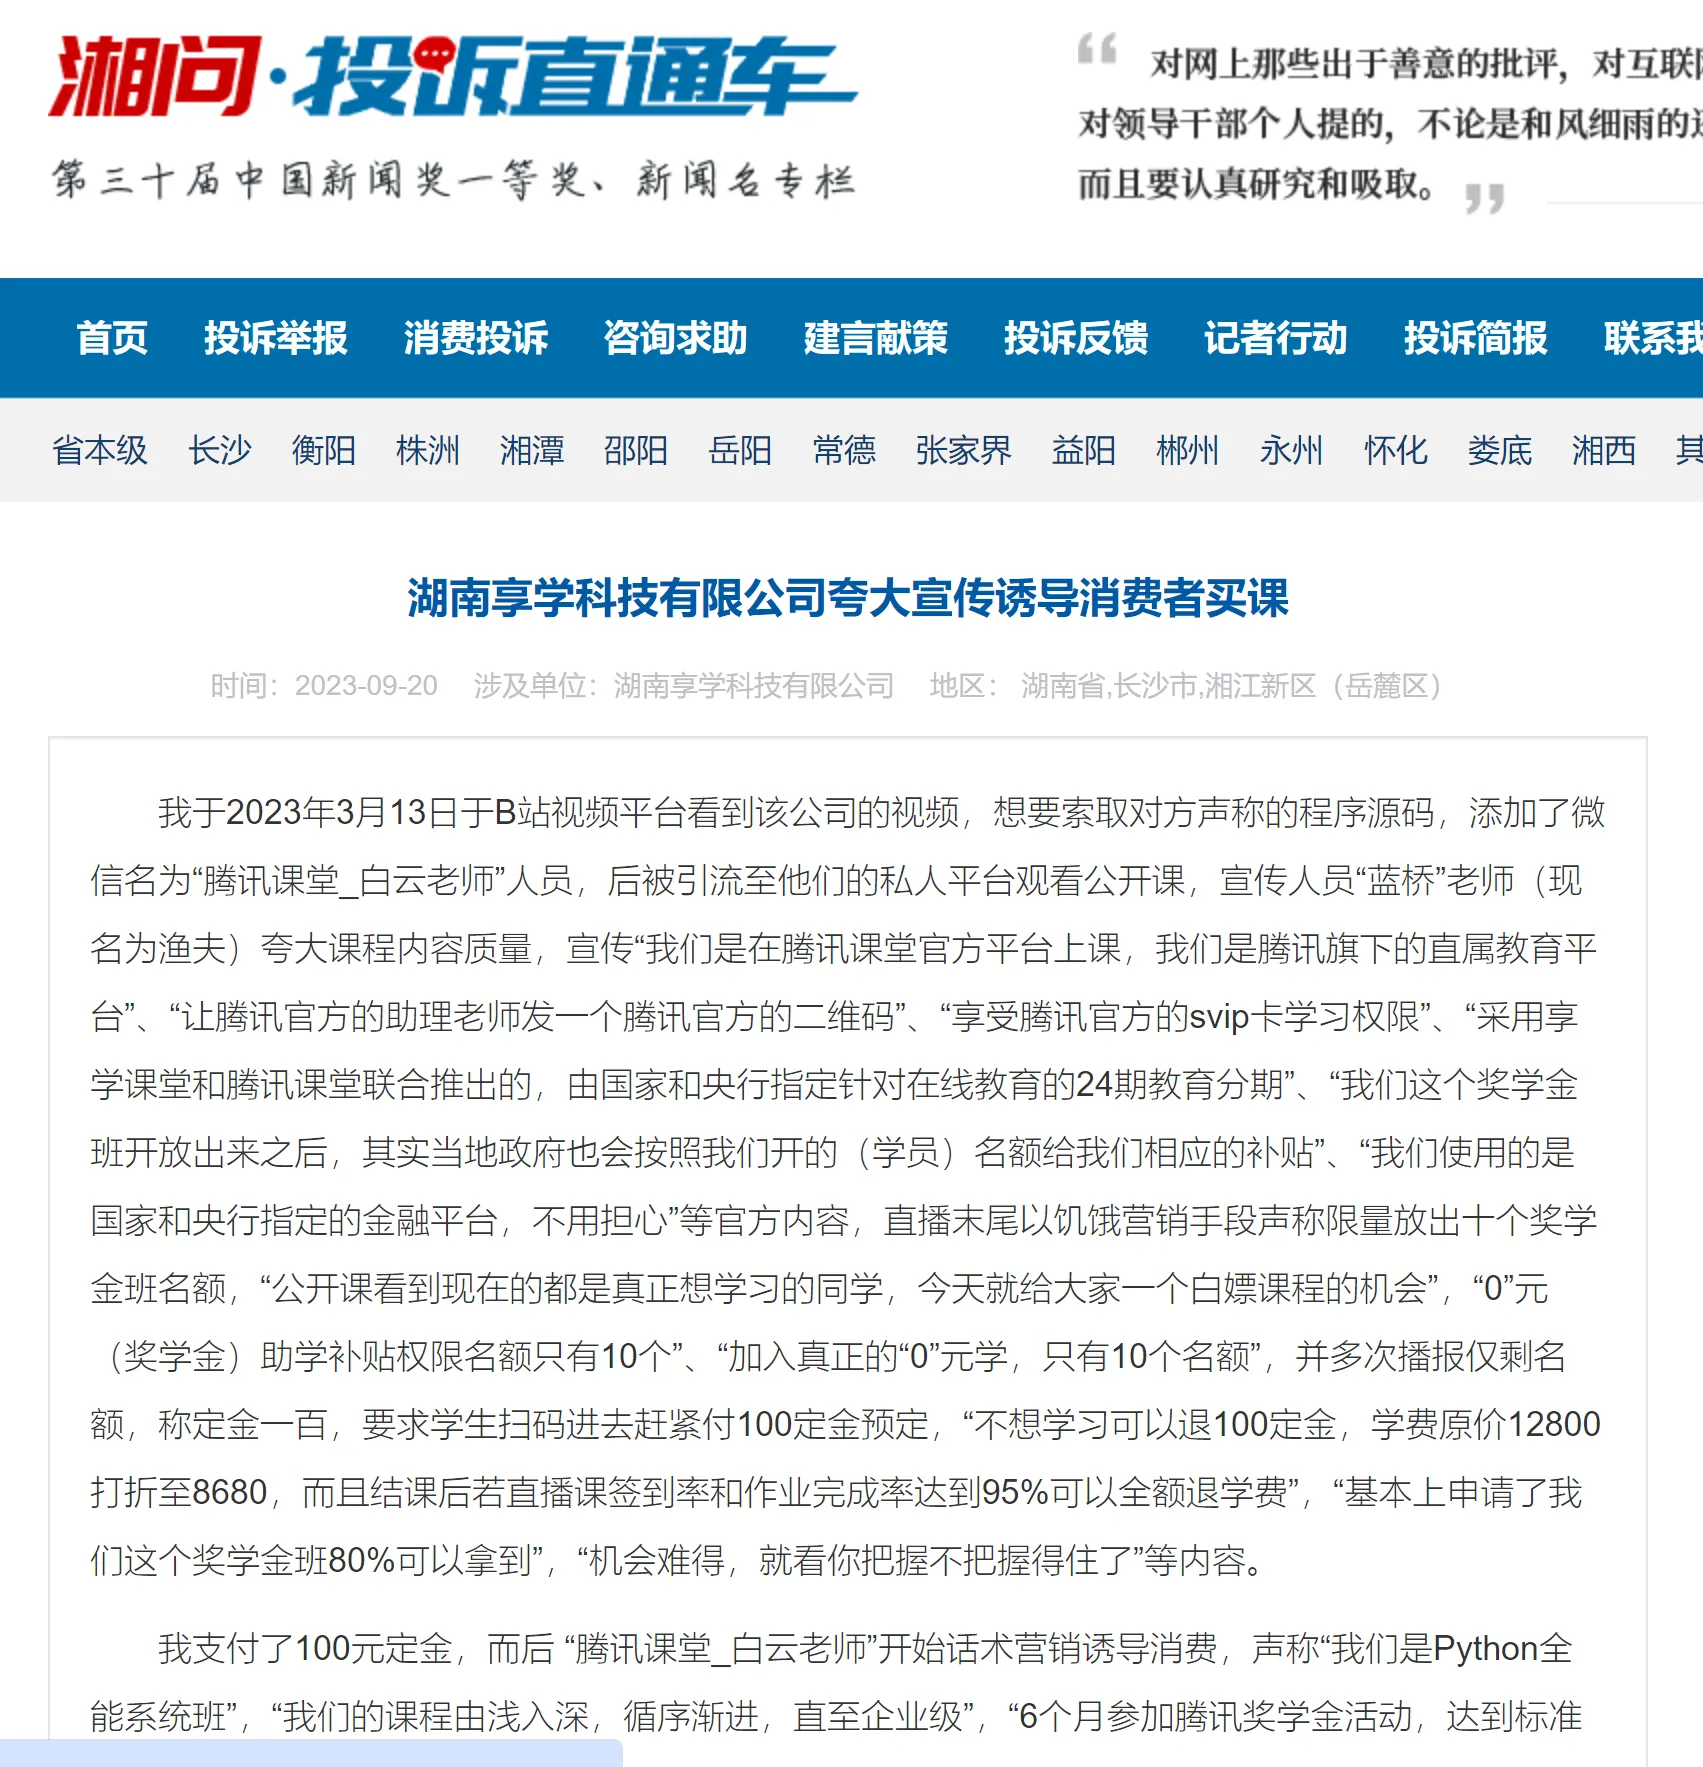 湘问·投诉直通车
第三十届中国新闻奖一等奖、新闻名专栏
“ 对网上那些出于善意的批评，对互联
对领导干部个人提的，不论是和风细雨的
而且要认真研究和吸取。 ”
首页 投诉举报 消费投诉 咨询求助 建言献策 投诉反馈 记者行动 投诉简报 联系我
省本级 长沙 衡阳 株洲 湘潭 邵阳 岳阳 常德 张家界 益阳 郴州 永州 怀化 娄底 湘西 其
湖南享学科技有限公司夸大宣传诱导消费者买课
时间：2023-09-20 涉及单位：湖南享学科技有限公司 地区： 湖南省,长沙市,湘江新区（岳麓区）
我于2023年3月13日于B站视频平台看到该公司的视频，想要索取对方声称的程序源码，添加了微
信名为“腾讯课堂_白云老师”人员，后被引流至他们的私人平台观看公开课，宣传人员“蓝桥”老师（现
名为渔夫）夸大课程内容质量，宣传“我们是在腾讯课堂官方平台上课，我们是腾讯旗下的直属教育平
台”、“让腾讯官方的助理老师发一个腾讯官方的二维码”、“享受腾讯官方的svip卡学习权限”、“采用享
学课堂和腾讯课堂联合推出的，由国家和央行指定针对在线教育的24期教育分期”、“我们这个奖学金
班开放出来之后，其实当地政府也会按照我们开的（学员）名额给我们相应的补贴”、“我们使用的是
国家和央行指定的金融平台，不用担心”等官方内容，直播末尾以饥饿营销手段声称限量放出十个奖学
金班名额，“公开课看到现在的都是真正想学习的同学，今天就给大家一个白嫖课程的机会”，“0”元
（奖学金）助学补贴权限名额只有10个”、“加入真正的“0”元学，只有10个名额”，并多次播报仅剩名
额，称定金一百，要求学生扫码进去赶紧付100定金预定，“不想学习可以退100定金，学费原价12800
打折至8680，而且结课后若直播课签到率和作业完成率达到95%可以全额退学费”，“基本上申请了我
们这个奖学金班80%可以拿到”，“机会难得，就看你把握不把握得住了”等内容。
我支付了100元定金，而后 “腾讯课堂_白云老师”开始话术营销诱导消费，声称“我们是Python全
能系统班”，“我们的课程由浅入深，循序渐进，直至企业级”，“6个月参加腾讯奖学金活动，达到标准